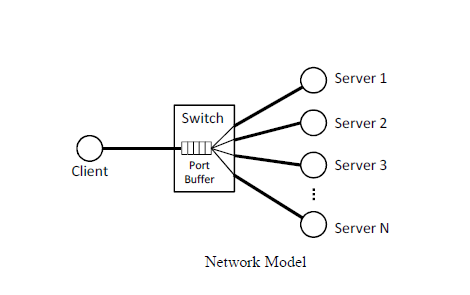 Server 1
Switch
Server 2
Port
Buffer
Client
Server 3
Server N
Network Model